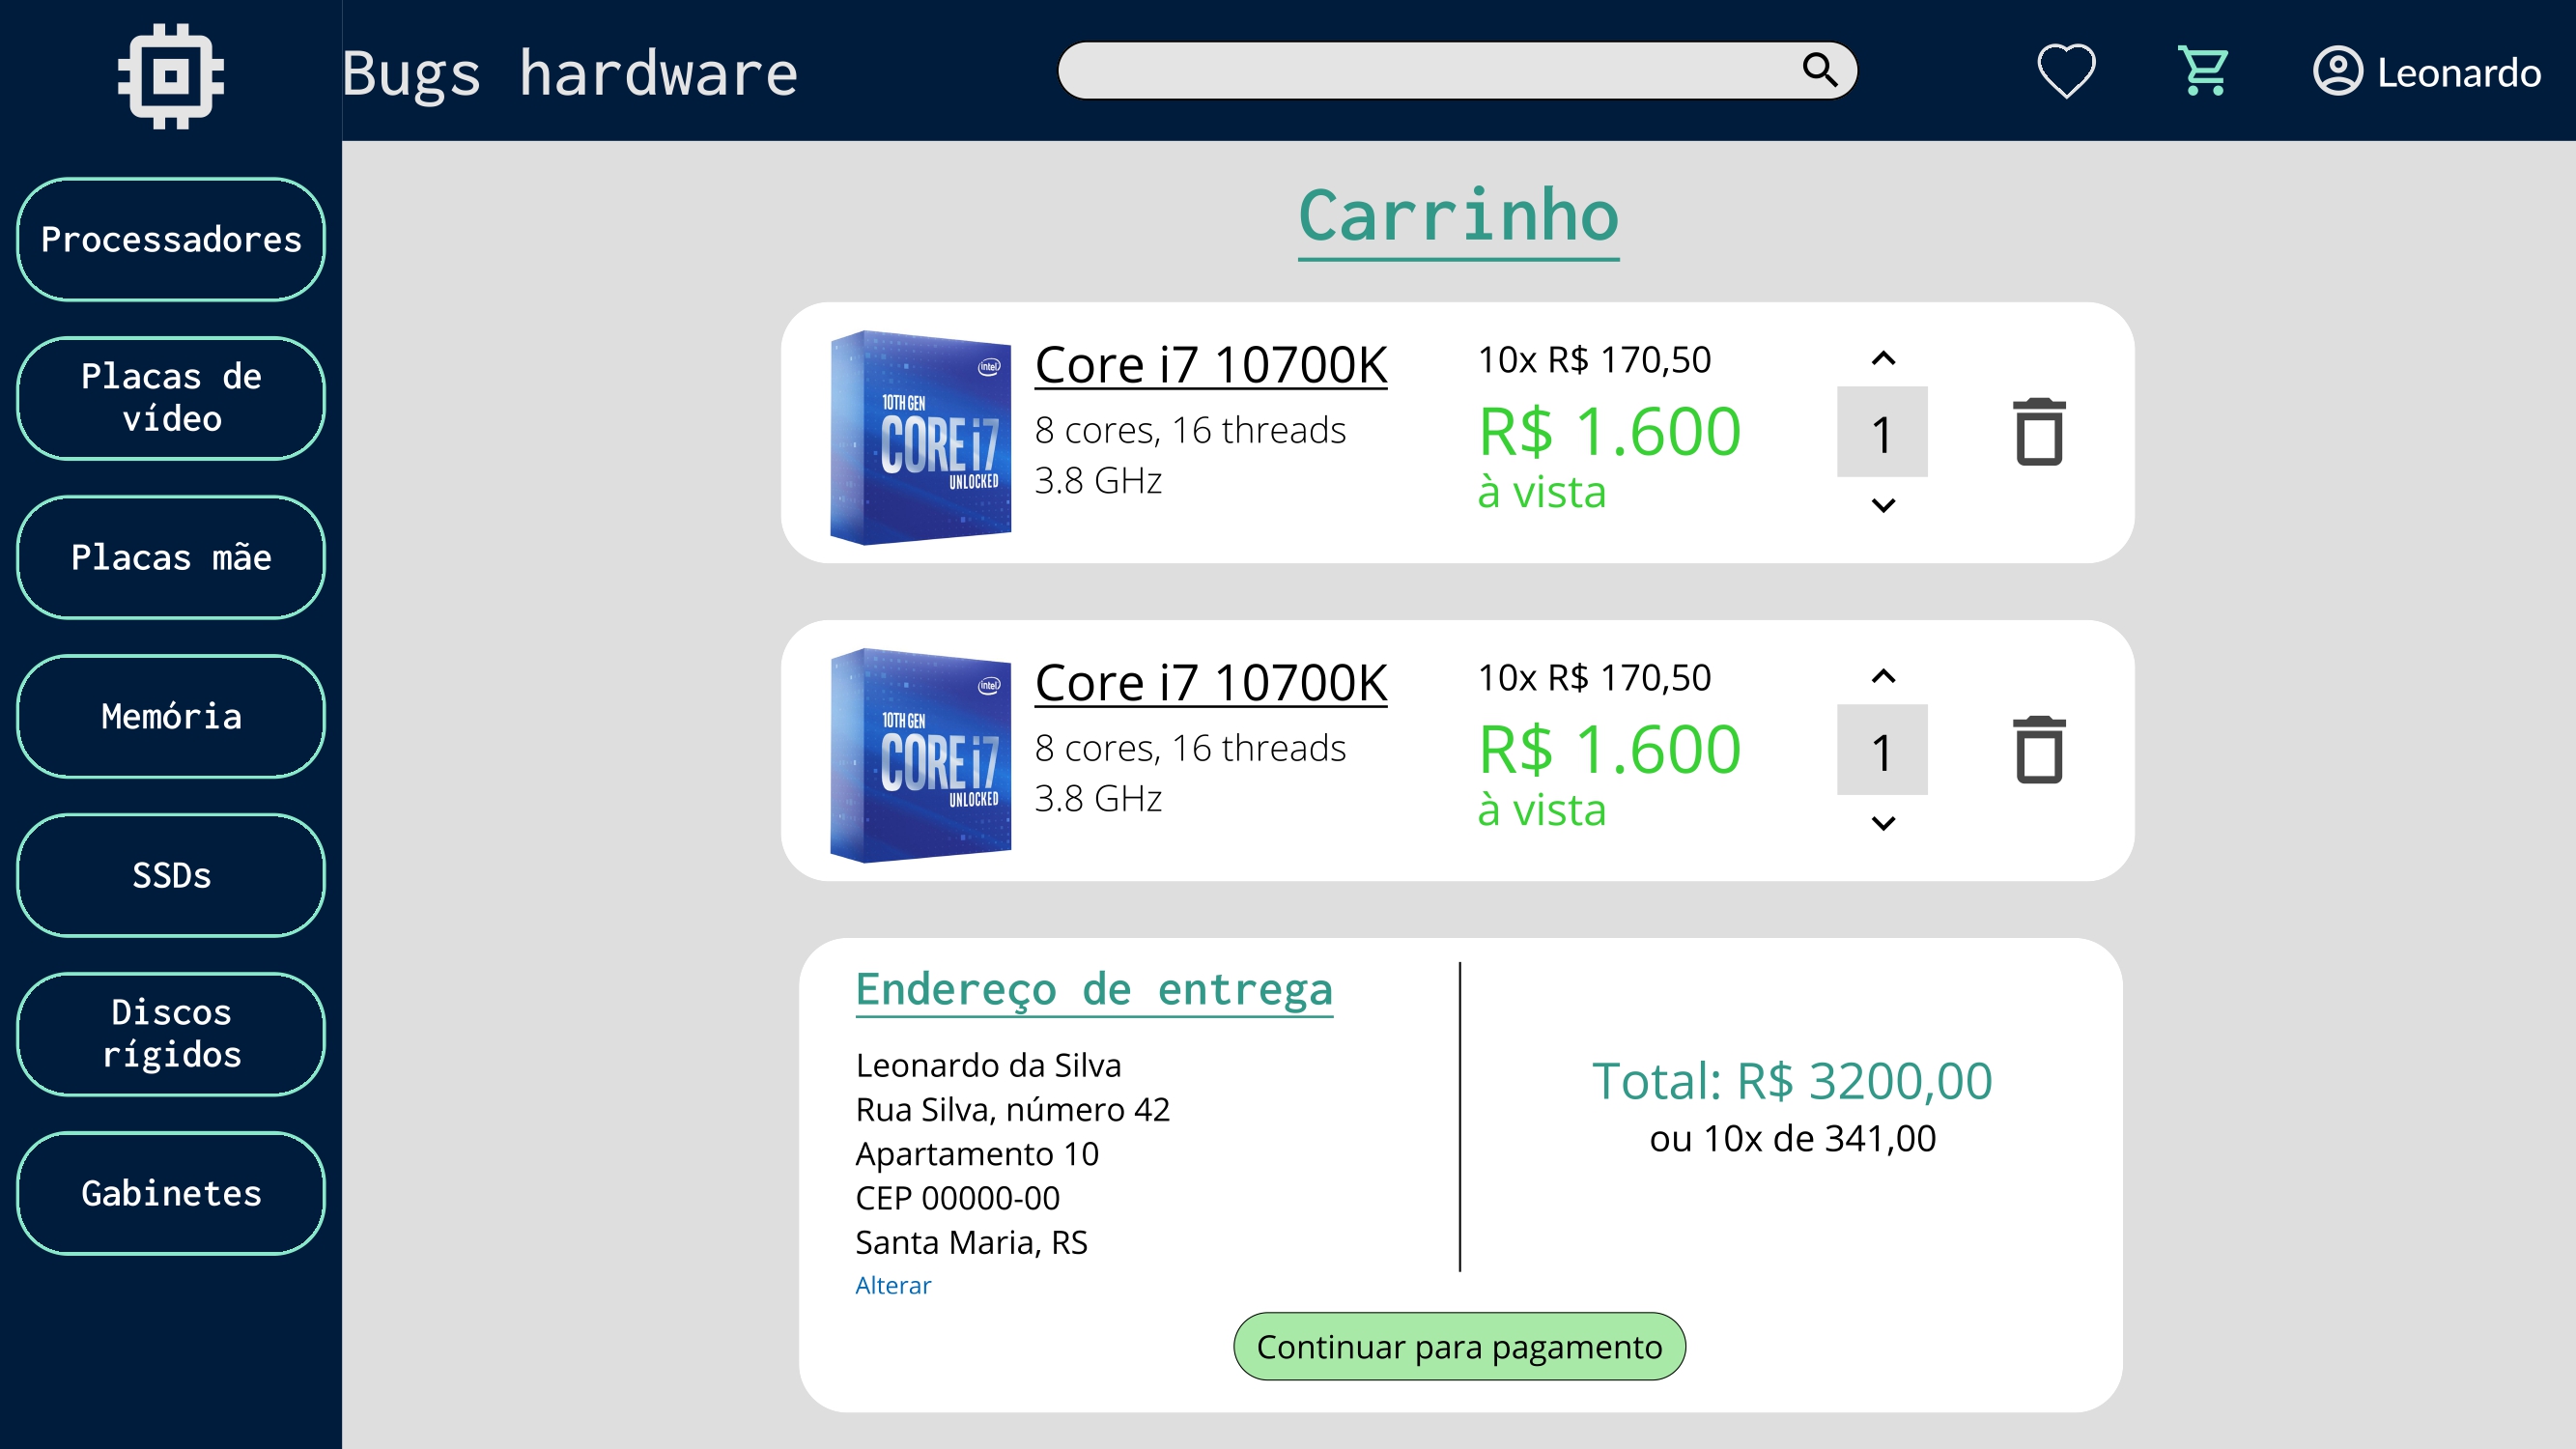 Bugs hardware
Leonardo
Processadores
Placas de
vídeo
Placas mãe
Memória
SSDs
Discos
rígidos
Gabinetes
Carrinho
intel
10TH GEN
CORE i7
UNLOCKED
Core i7 10700K
8 cores, 16 threads
3.8 GHz
10x R$ 170,50
R$ 1.600
à vista
1
intel
10TH GEN
CORE i7
UNLOCKED
Core i7 10700K
8 cores, 16 threads
3.8 GHz
10x R$ 170,50
R$ 1.600
à vista
1
Endereço de entrega
Leonardo da Silva
Rua Silva, número 42
Apartamento 10
CEP 00000-00
Santa Maria, RS
Alterar
Total: R$ 3200,00
ou 10x de 341,00
Continuar para pagamento